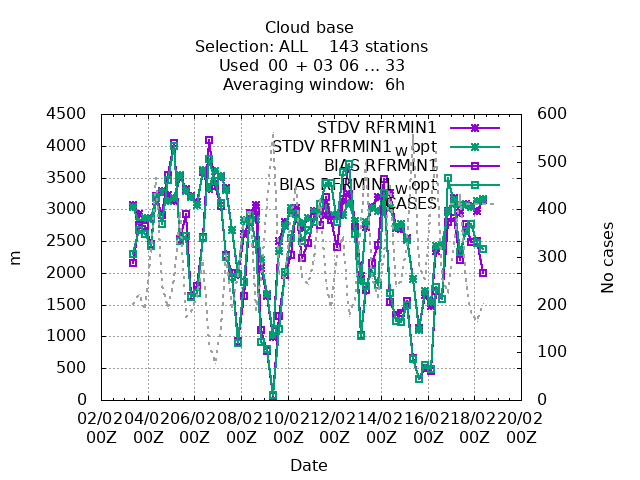 Cloud base
Selection: ALL 143 stations
Used 00 + 03 06 ... 33
Averaging window: 6h
4500
4000
3500
3000
2500
2000
1500
1000
500
0
m
600
500
400
300
200
100
0
No cases
STDV RFRMIN1
STDV RFRMIN1_W opt
BIAS RFRMIN1
BIAS RFRMIN1_W opt
CASES
02/02 04/02 06/02 08/02 10/02 12/02 14/02 16/02 18/02 20/02
00Z 00Z 00Z 00Z 00Z 00Z 00Z 00Z 00Z 00Z
Date